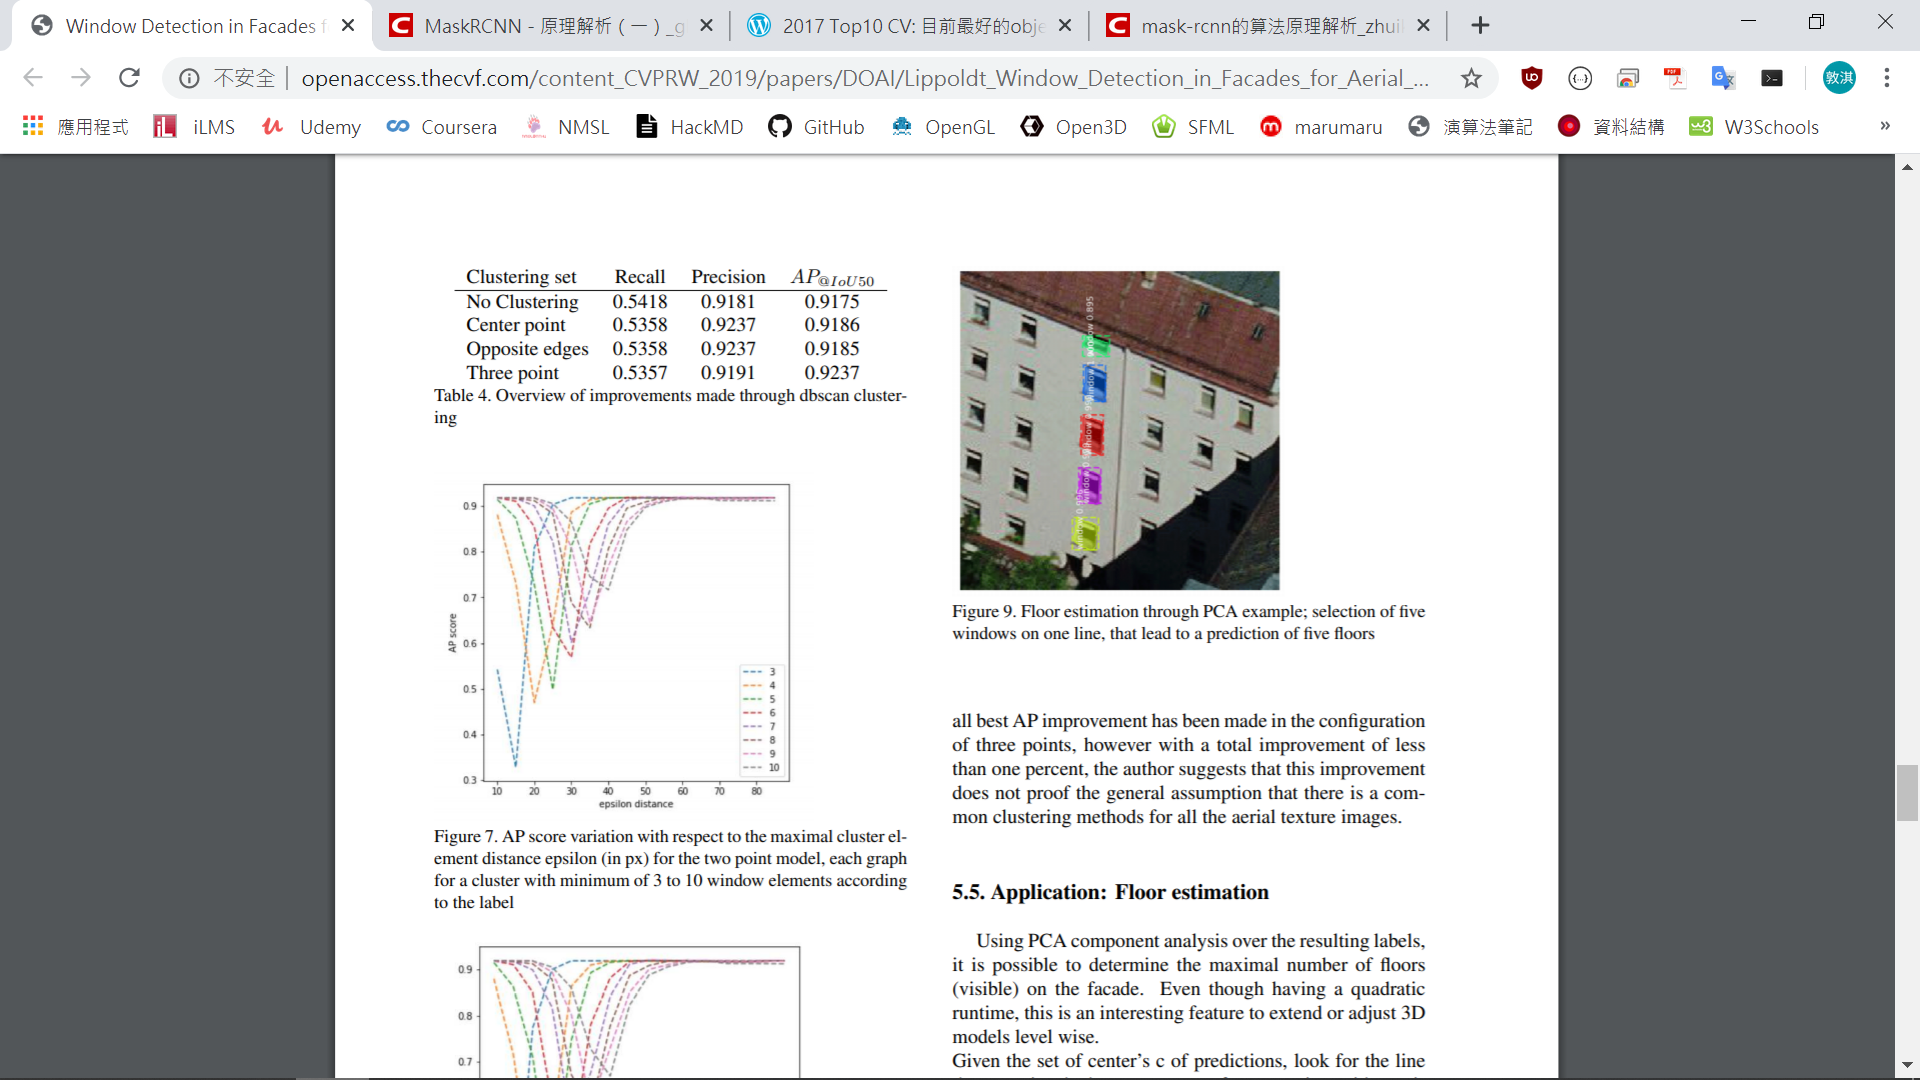 Window Detection in Facades f
MaskRCNN - 原理解析 ( 一 ) _g
2017 Top10 CV: 目前最好的obje
mask-rcnn的算法原理解析_zhuil
不安全
openaccess.thecvf.com/content_CVPRW_2019/papers/DOAI/Lippoldt_Window_Detection_in_Facades_for_Aerial_...
敦淇
應用程式
iLMS
Udemy
Coursera
NMSL
HackMD
GitHub
OpenGL
Open3D
SFML
marumaru
演算法筆記
資料結構
W3Schools
Clustering set Recall Precision AP@IoU50
No Clustering 0.5418 0.9181 0.9175
Center point 0.5358 0.9237 0.9186
Opposite edges 0.5358 0.9237 0.9185
Three point 0.5357 0.9191 0.9237
Table 4. Overview of improvements made through dbscan cluster-
ing
0.9
0.8
0.7
0.6
0.5
0.4
0.3
AP score
3
4
5
6
7
8
9
10
10 20 30 40 50 60 70 80
epsilon distance
Figure 7. AP score variation with respect to the maximal cluster el-
ement distance epsilon (in px) for the two point model, each graph
for a cluster with minimum of 3 to 10 window elements according
to the label
0.9
0.8
0.7
window 0.895
Figure 9. Floor estimation through PCA example; selection of five
windows on one line, that lead to a prediction of five floors
all best AP improvement has been made in the configuration
of three points, however with a total improvement of less
than one percent, the author suggests that this improvement
does not proof the general assumption that there is a com-
mon clustering methods for all the aerial texture images.
5.5. Application: Floor estimation
Using PCA component analysis over the resulting labels,
it is possible to determine the maximal number of floors
(visible) on the facade. Even though having a quadratic
runtime, this is an interesting feature to extend or adjust 3D
models level wise.
Given the set of center's c of predictions, look for the line